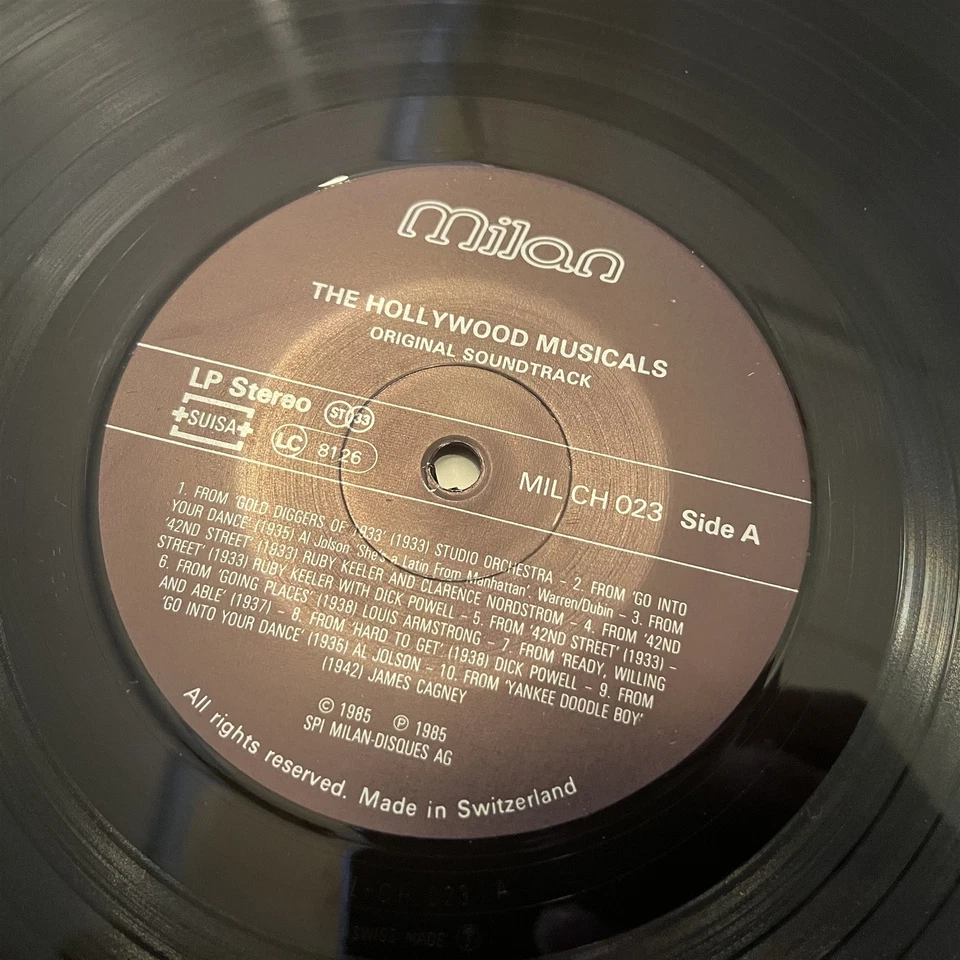 milan
THE HOLLYWOOD MUSICALS
ORIGINAL SOUNDTRACK
LP Stereo ST 33
SUISA LC 8126
MIL CH 023 Side A
1. FROM 'GOLD DIGGERS OF 1933' (1933) STUDIO ORCHESTRA – 2. FROM 'GO INTO
YOUR DANCE' (1935) Al Jolson 'She's a Latin From Manhattan'. Warren/Dubin – 3. FROM
'42ND STREET' (1933) RUBY KEELER AND CLARENCE NORDSTROM – 4. FROM '42ND
STREET' (1933) RUBY KEELER WITH DICK POWELL – 5. FROM '42ND STREET' (1933) –
6. FROM 'GOING PLACES' (1938) LOUIS ARMSTRONG – 7. FROM 'READY, WILLING
AND ABLE' (1937) – 8. FROM 'HARD TO GET' (1938) DICK POWELL – 9. FROM
'GO INTO YOUR DANCE' (1935) AL JOLSON – 10. FROM 'YANKEE DOODLE BOY'
(1942) JAMES CAGNEY
© 1985 ℗ 1985
SPI MILAN-DISQUES AG
All rights reserved. Made in Switzerland
CH 23 A
SWISS MADE